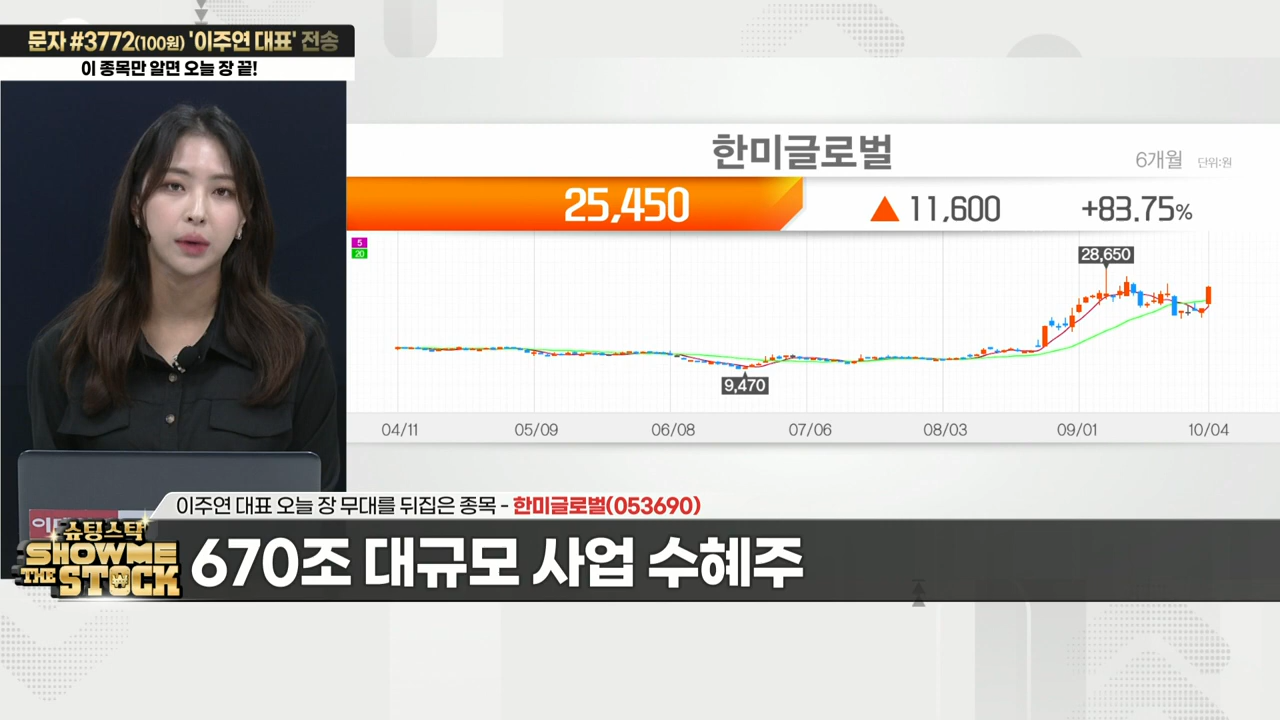 문자 #3772(100원) '이주연 대표' 전송
이 종목만 알면 오늘 장 끝!
한미글로벌
6개월 단위:원
25,450 ▲ 11,600 +83.75%
5
20
28,650
9,470
04/11 05/09 06/08 07/06 08/03 09/01 10/04
이주연 대표 오늘 장 무대를 뒤집은 종목 - 한미글로벌(053690)
슈팅스탁
SHOW ME
THE STOCK
670조 대규모 사업 수혜주